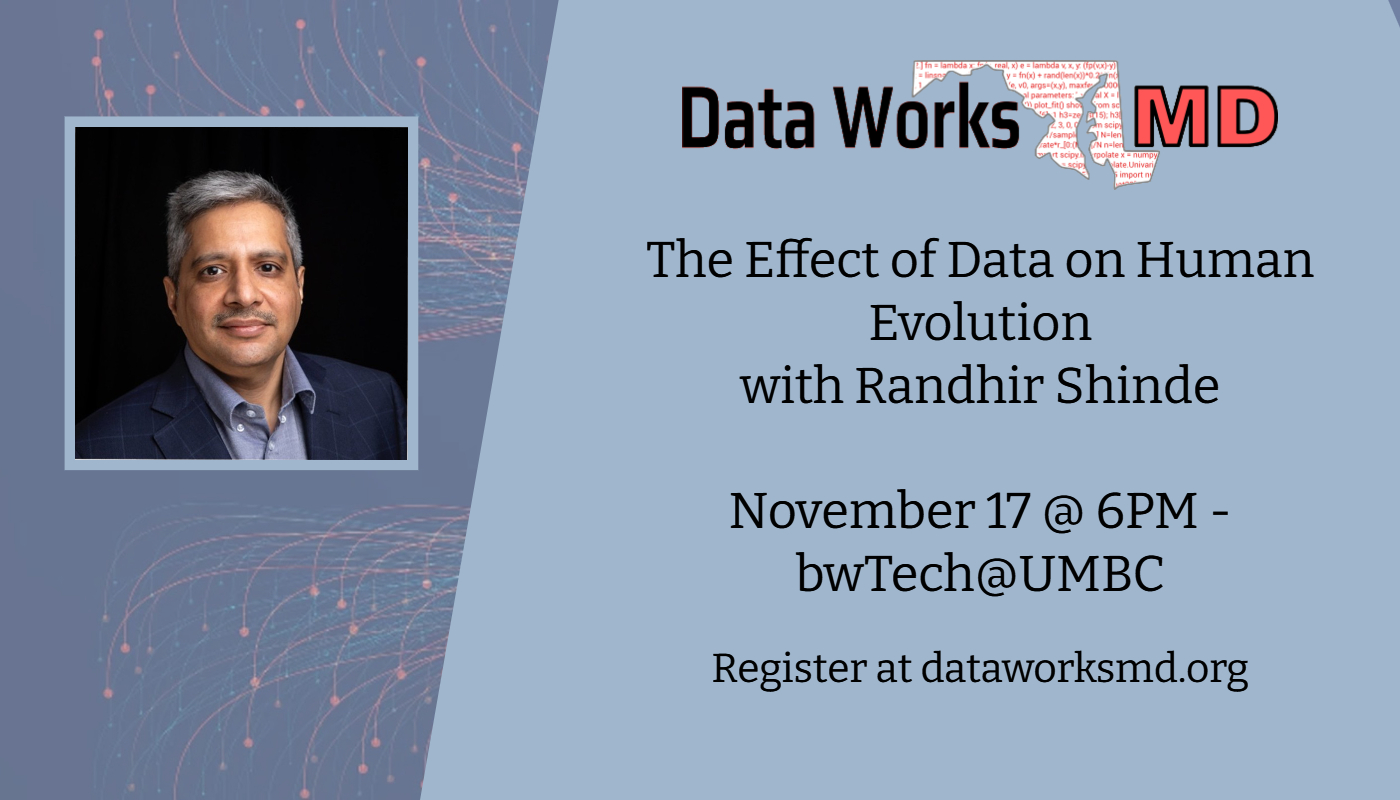 Data Works MD
The Effect of Data on Human
Evolution
with Randhir Shinde
November 17 @ 6PM -
bwTech@UMBC
Register at dataworksmd.org